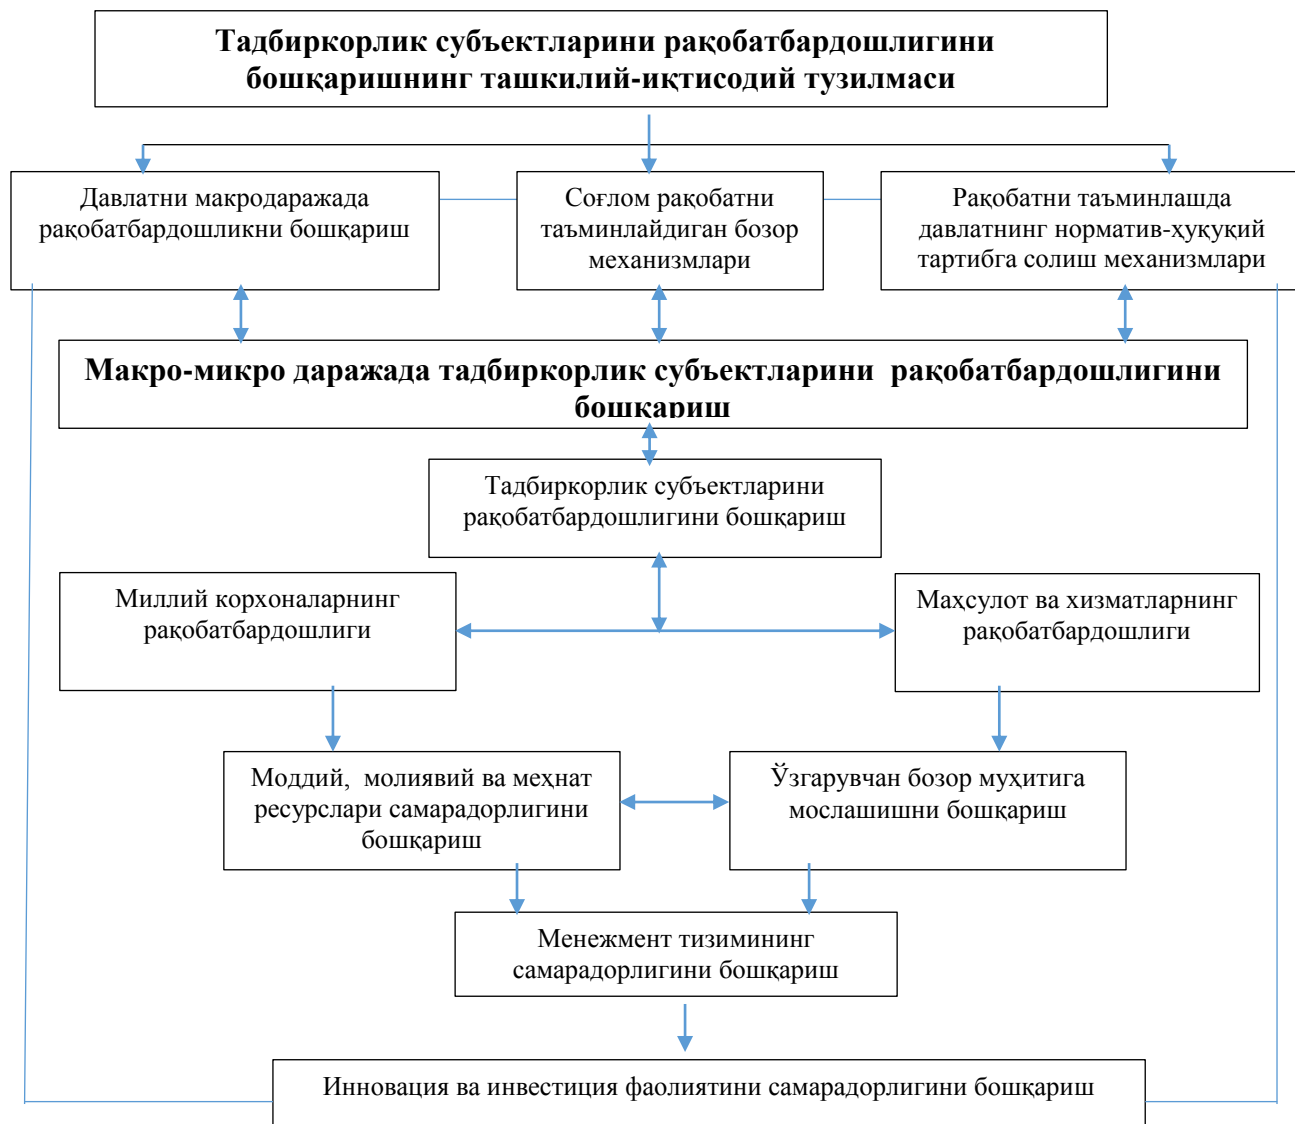 Тадбиркорлик субъектларини рақобатбардошлигини
бошқаришнинг ташкилий-иқтисодий тузилмаси
Давлатни макродаражада
рақобатбардошликни бошқариш
Соғлом рақобатни
таъминлайдиган бозор
механизмлари
Рақобатни таъминлашда
давлатнинг норматив-ҳуқуқий
тартибга солиш механизмлари
Макро-микро даражада тадбиркорлик субъектларини рақобатбардошлигини
бошқариш
Тадбиркорлик субъектларини
рақобатбардошлигини бошқариш
Миллий корхоналарнинг
рақобатбардошлиги
Маҳсулот ва хизматларнинг
рақобатбардошлиги
Моддий, молиявий ва меҳнат
ресурслари самарадорлигини
бошқариш
Ўзгарувчан бозор муҳитига
мослашишни бошқариш
Менежмент тизимининг
самарадорлигини бошқариш
Инновация ва инвестиция фаолиятини самарадорлигини бошқариш